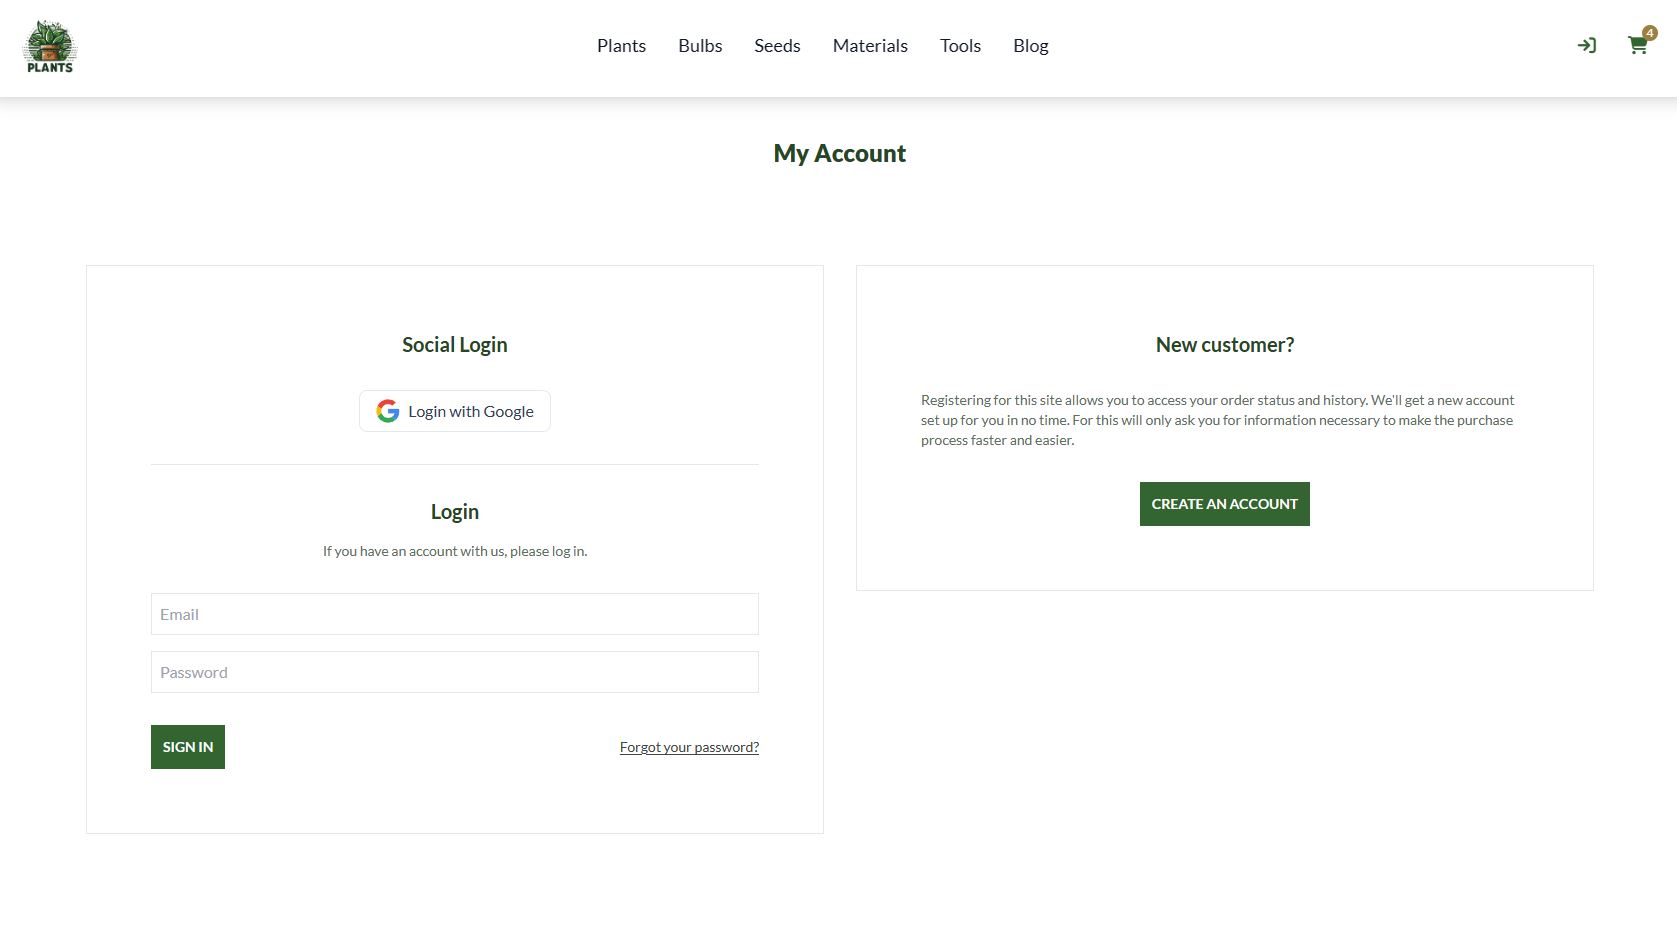 PLANTS
Plants
Bulbs
Seeds
Materials
Tools
Blog
4
My Account
Social Login
Login with Google
Login
If you have an account with us, please log in.
Email
Password
SIGN IN
Forgot your password?
New customer?
Registering for this site allows you to access your order status and history. We'll get a new account
set up for you in no time. For this will only ask you for information necessary to make the purchase
process faster and easier.
CREATE AN ACCOUNT